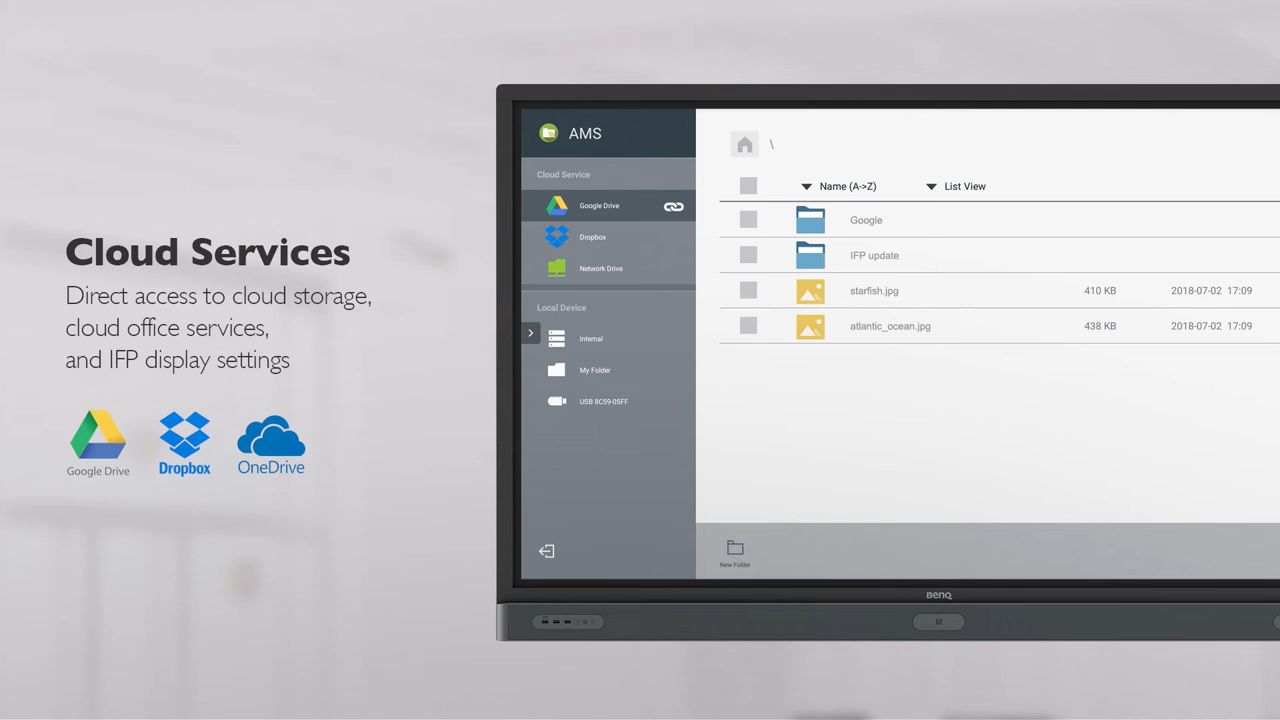 Cloud Services
Direct access to cloud storage,
cloud office services,
and IFP display settings
Google Drive
Dropbox
OneDrive
AMS
Cloud Service
Google Drive
Dropbox
Network Drive
Local Device
Internal
My Folder
USB 8C59-05FF
\
Name (A->Z) List View
Google
IFP update
starfish.jpg 410 KB 2018-07-02 17:09
atlantic_ocean.jpg 438 KB 2018-07-02 17:09
New Folder
BenQ